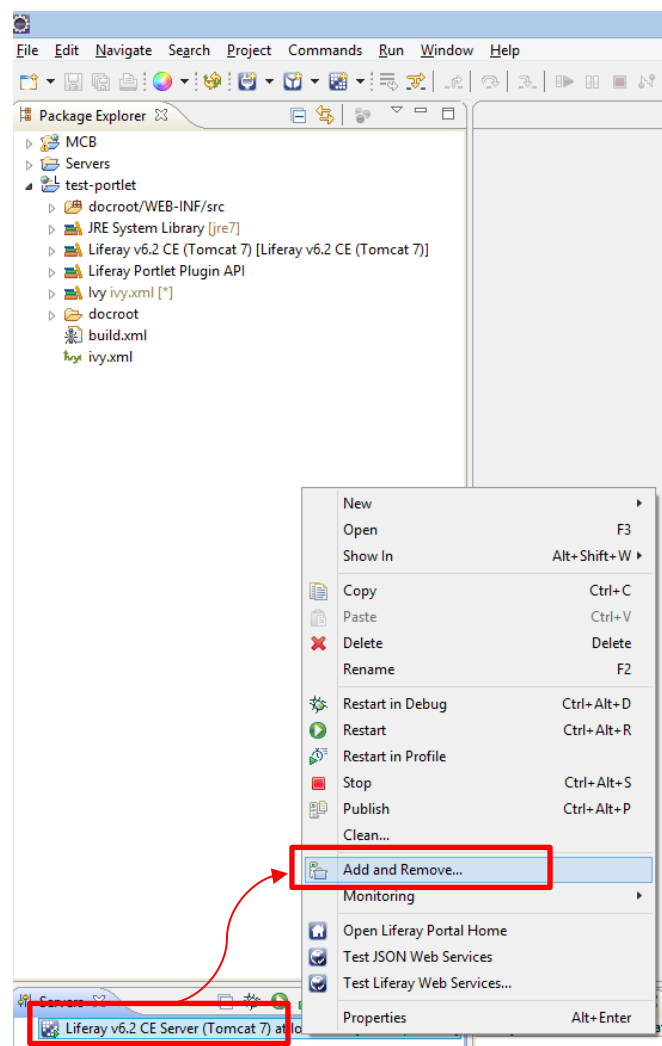 File Edit Navigate Search Project Commands Run Window Help
Package Explorer
MCB
Servers
test-portlet
docroot/WEB-INF/src
JRE System Library [jre7]
Liferay v6.2 CE (Tomcat 7) [Liferay v6.2 CE (Tomcat 7)]
Liferay Portlet Plugin API
Ivy ivy.xml [*]
docroot
build.xml
ivy.xml
New
Open F3
Show In Alt+Shift+W
Copy Ctrl+C
Paste Ctrl+V
Delete Delete
Rename F2
Restart in Debug Ctrl+Alt+D
Restart Ctrl+Alt+R
Restart in Profile
Stop Ctrl+Alt+S
Publish Ctrl+Alt+P
Clean...
Add and Remove...
Monitoring
Open Liferay Portal Home
Test JSON Web Services
Test Liferay Web Services...
Properties Alt+Enter
Servers
Liferay v6.2 CE Server (Tomcat 7) at